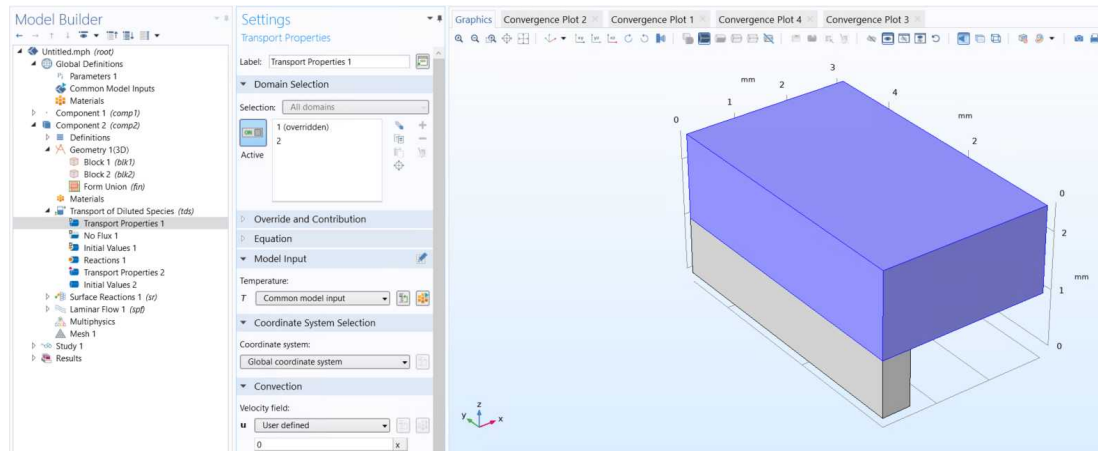 Model Builder
Untitled.mph (root)
Global Definitions
Pi Parameters 1
Common Model Inputs
Materials
Component 1 (comp1)
Component 2 (comp2)
Definitions
Geometry 1(3D)
Block 1 (blk1)
Block 2 (blk2)
Form Union (fin)
Materials
Transport of Diluted Species (tds)
Transport Properties 1
No Flux 1
Initial Values 1
Reactions 1
Transport Properties 2
Initial Values 2
Surface Reactions 1 (sr)
Laminar Flow 1 (spf)
Multiphysics
Mesh 1
Study 1
Results
Settings
Transport Properties
Label: Transport Properties 1
Domain Selection
Selection: All domains
1 (overridden)
2
Active
Override and Contribution
Equation
Model Input
Temperature:
T Common model input
Coordinate System Selection
Coordinate system:
Global coordinate system
Convection
Velocity field:
u User defined
0 x
Graphics Convergence Plot 2 Convergence Plot 1 Convergence Plot 4 Convergence Plot 3
3
mm 2
1
0
4
mm
2
0
2
mm
1
0
z
y x